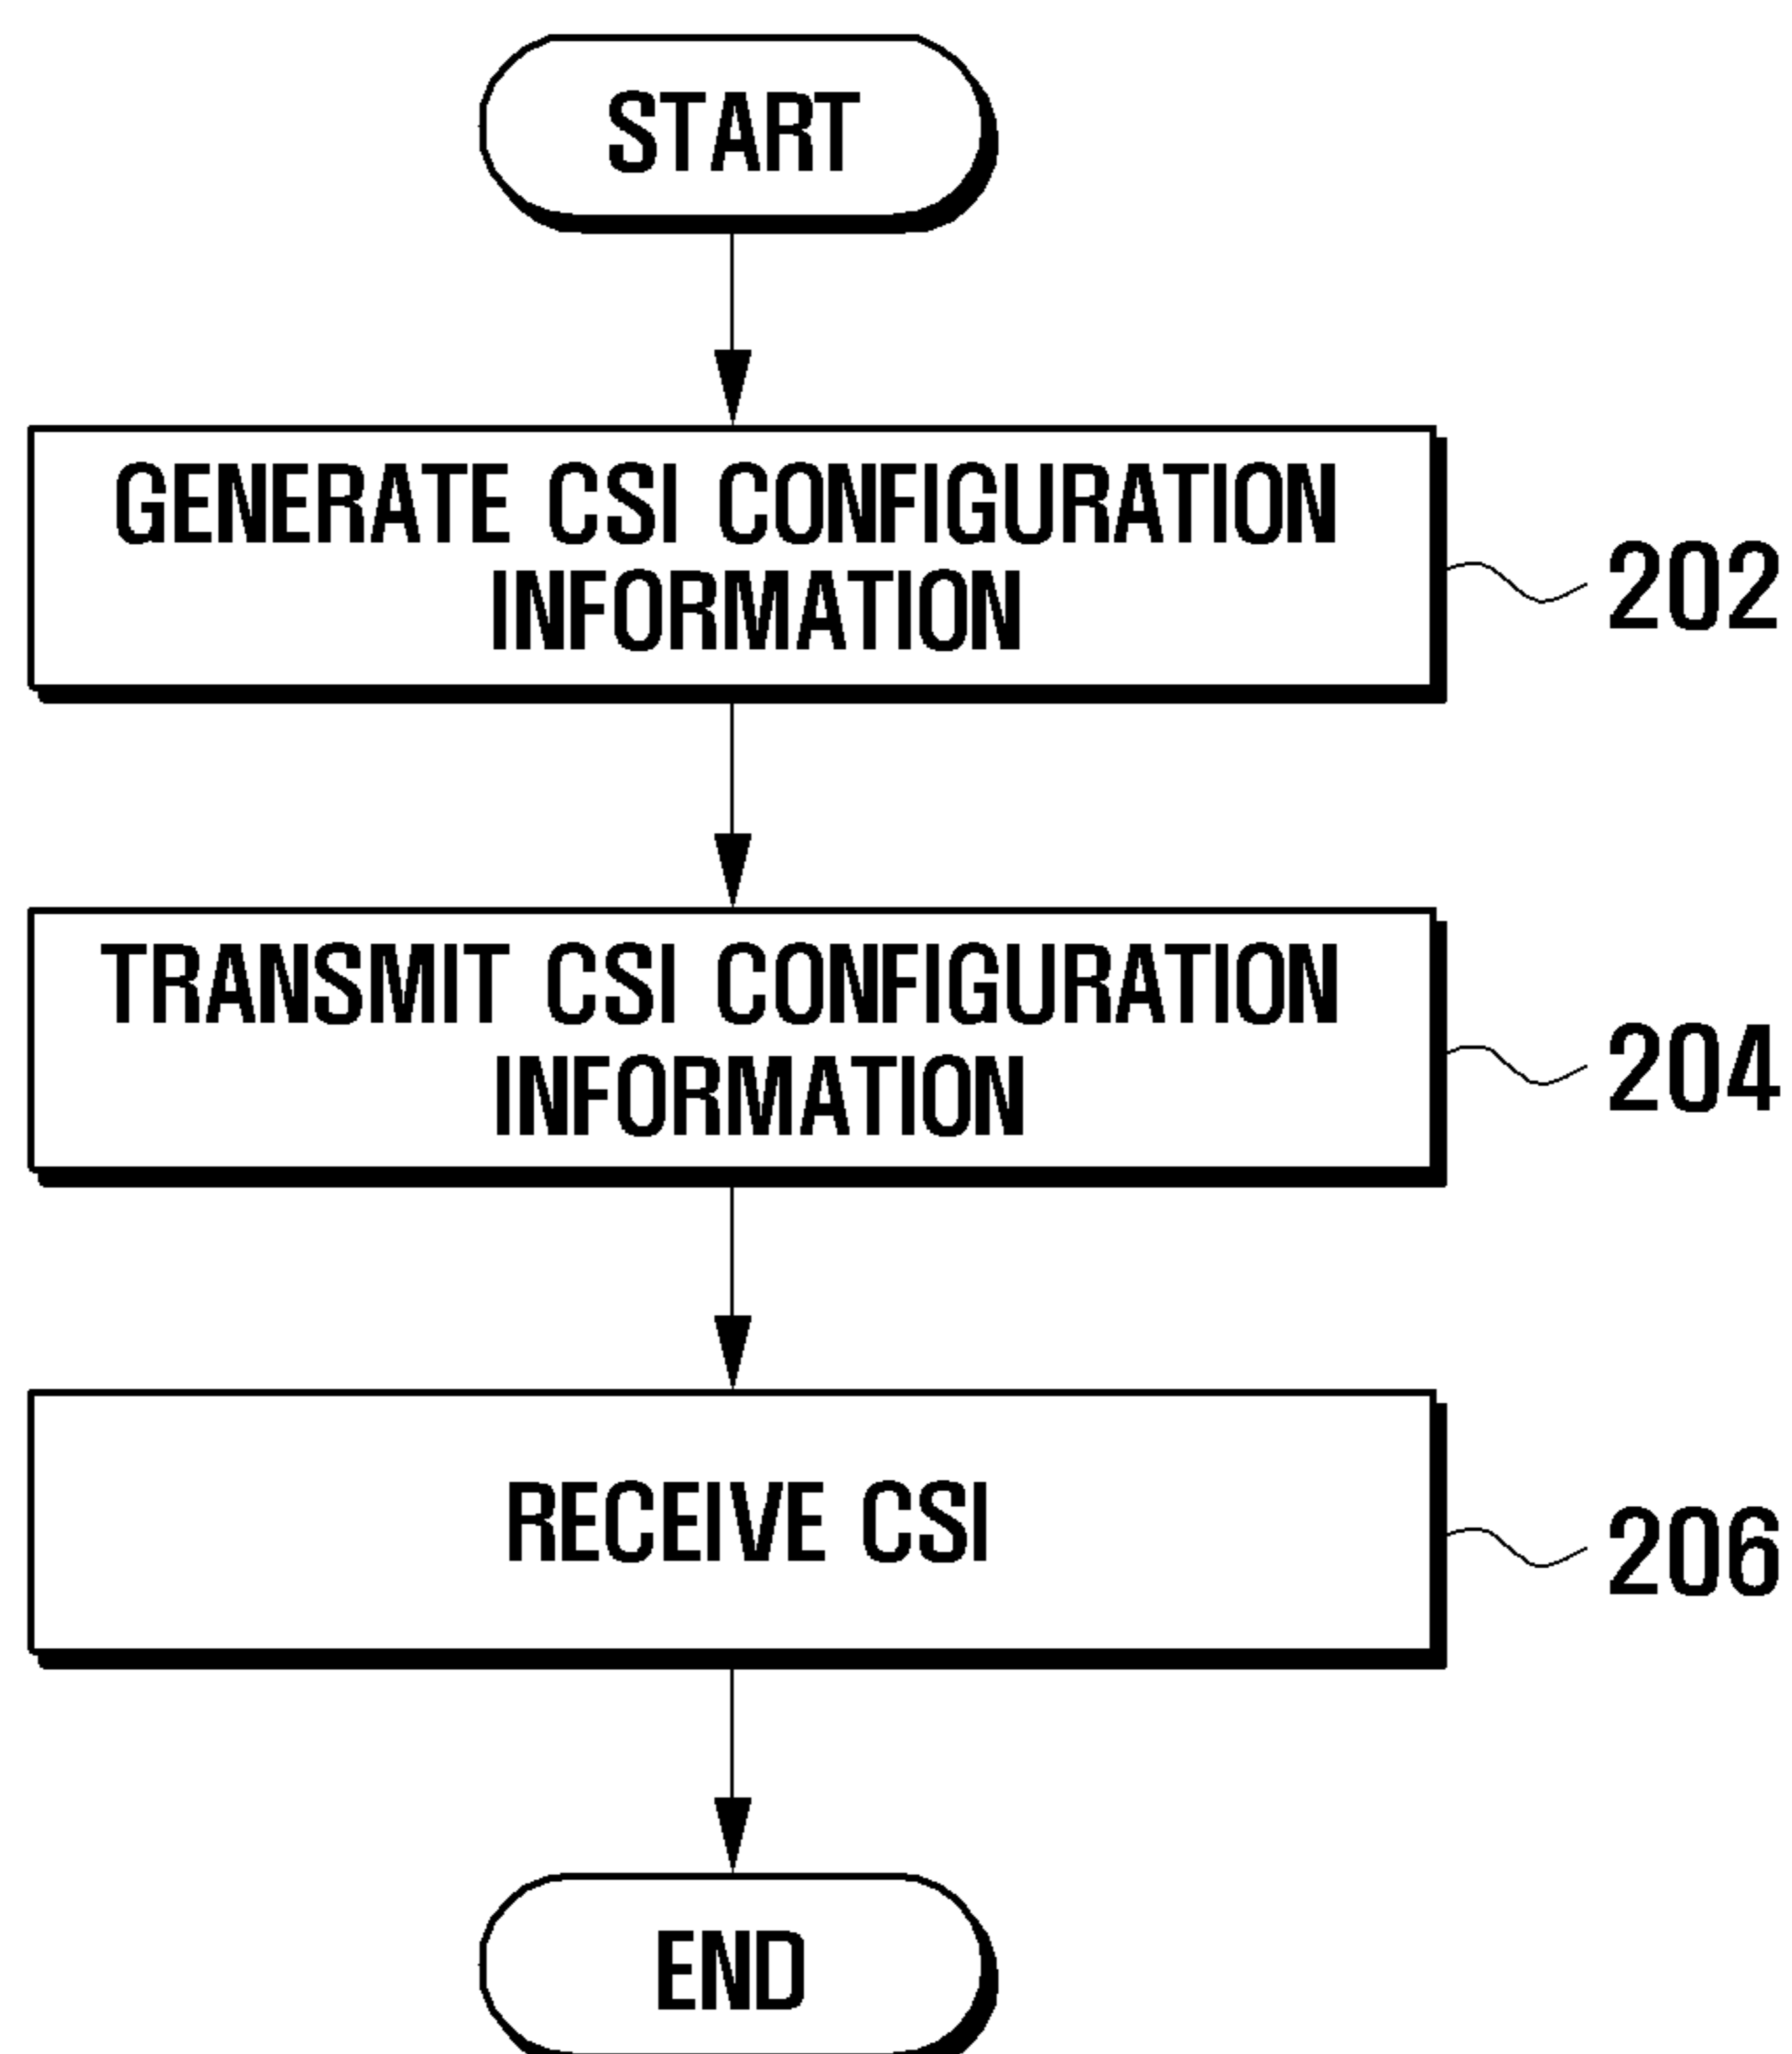 START
GENERATE CSI CONFIGURATION
INFORMATION
202
TRANSMIT CSI CONFIGURATION
INFORMATION
204
RECEIVE CSI
206
END